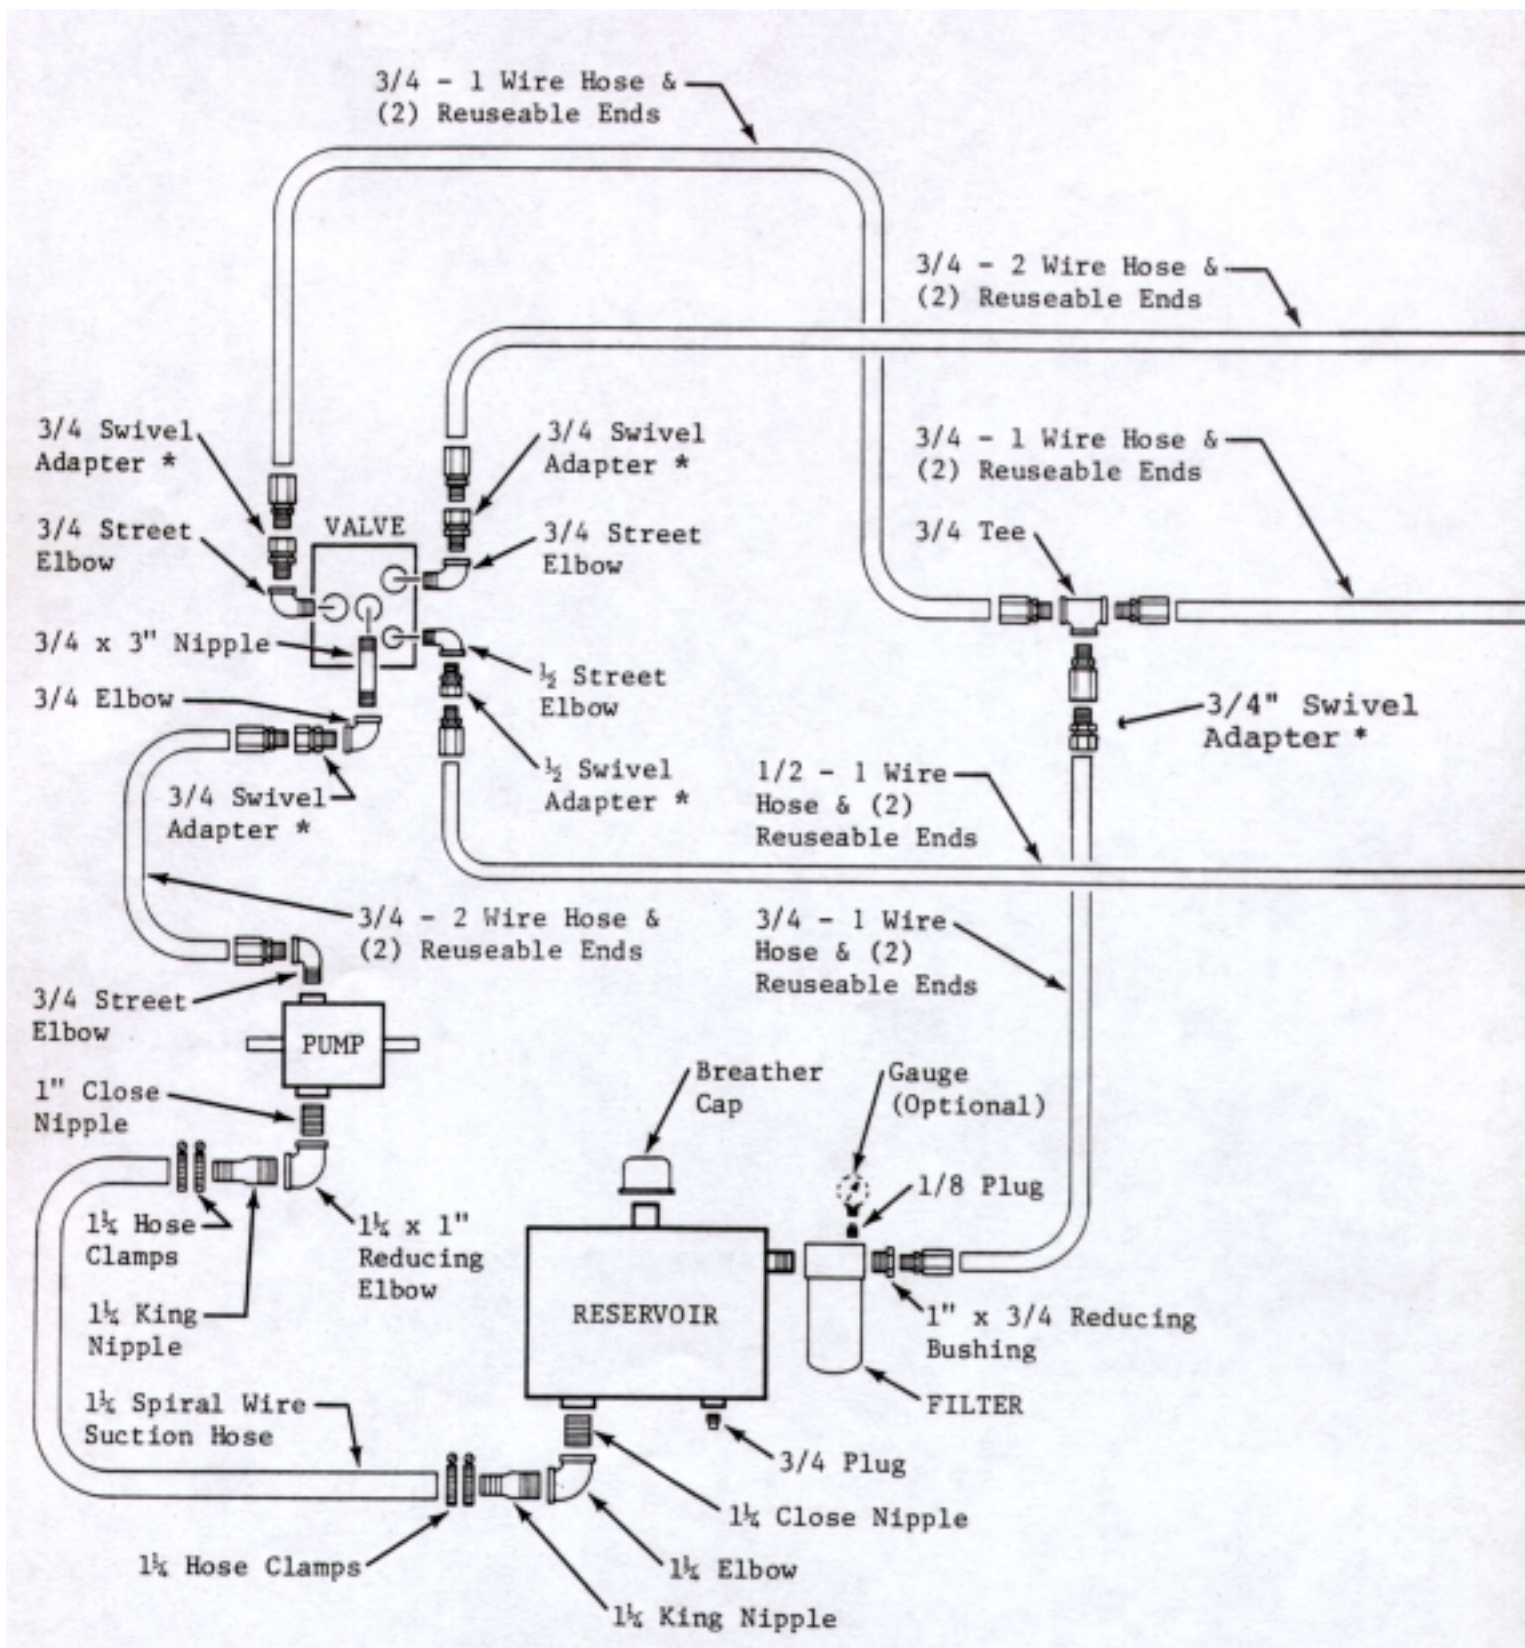 3/4 - 1 Wire Hose &
(2) Reuseable Ends
3/4 - 2 Wire Hose &
(2) Reuseable Ends
3/4 Swivel
Adapter *
3/4 Swivel
Adapter *
3/4 - 1 Wire Hose &
(2) Reuseable Ends
3/4 Street
Elbow
VALVE
3/4 Street
Elbow
3/4 Tee
3/4 x 3" Nipple
½ Street
Elbow
3/4 Elbow
3/4" Swivel
Adapter *
½ Swivel
Adapter *
1/2 - 1 Wire
Hose & (2)
Reuseable Ends
3/4 Swivel
Adapter *
3/4 - 2 Wire Hose &
(2) Reuseable Ends
3/4 - 1 Wire
Hose & (2)
Reuseable Ends
3/4 Street
Elbow
PUMP
1" Close
Nipple
Breather
Cap
Gauge
(Optional)
1/8 Plug
1¼ Hose
Clamps
1¼ x 1"
Reducing
Elbow
1¼ King
Nipple
RESERVOIR
1" x 3/4 Reducing
Bushing
FILTER
1¼ Spiral Wire
Suction Hose
3/4 Plug
1¼ Close Nipple
1¼ Hose Clamps
1¼ Elbow
1¼ King Nipple